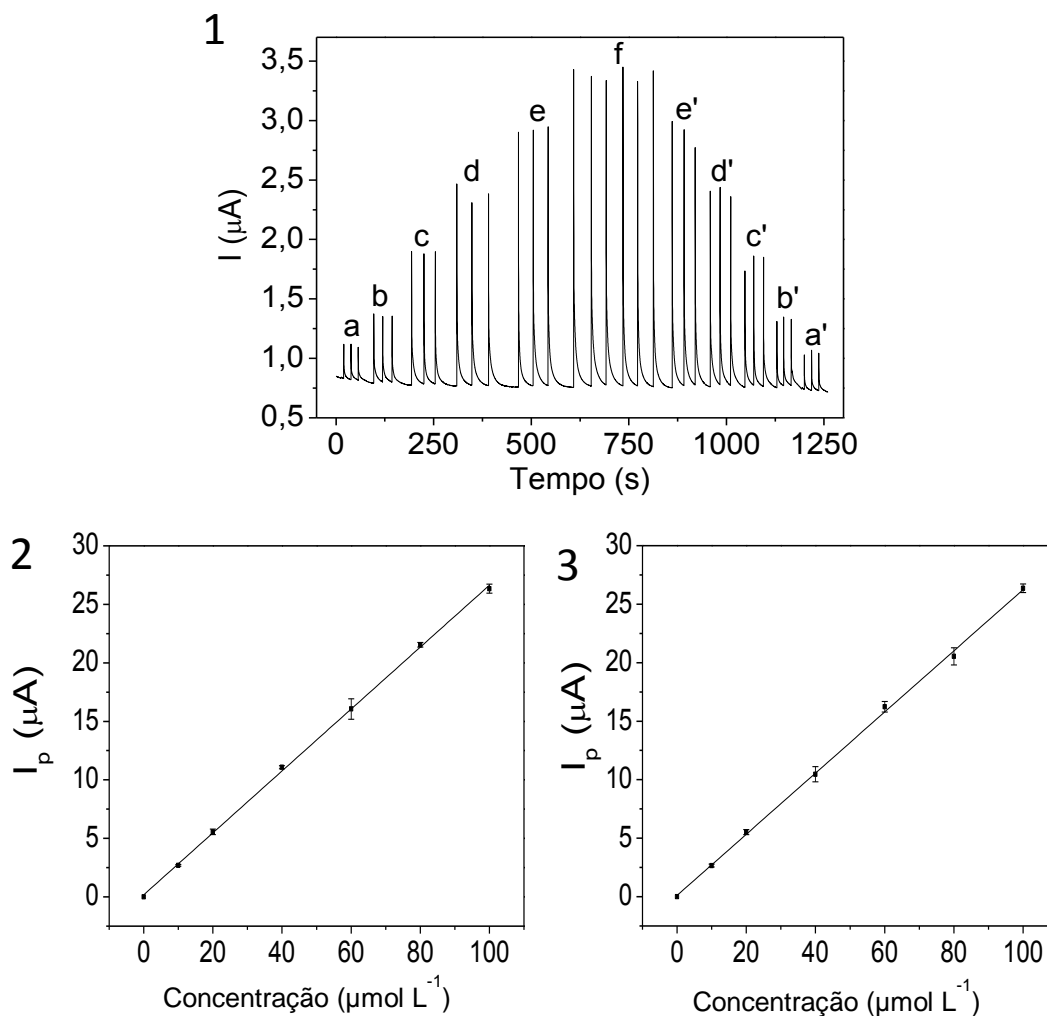 1
3,5
3,0
2,5
2,0
1,5
1,0
0,5
I (μA)
a
b
c
d
e
f
e'
d'
c'
b'
a'
0
250
500
750
1000
1250
Tempo (s)
2
30
25
20
15
10
5
0
Ip (μA)
0 20 40 60 80 100
Concentração (μmol L-1)
3
30
25
20
15
10
5
0
Ip (μA)
0 20 40 60 80 100
Concentração (μmol L-1)